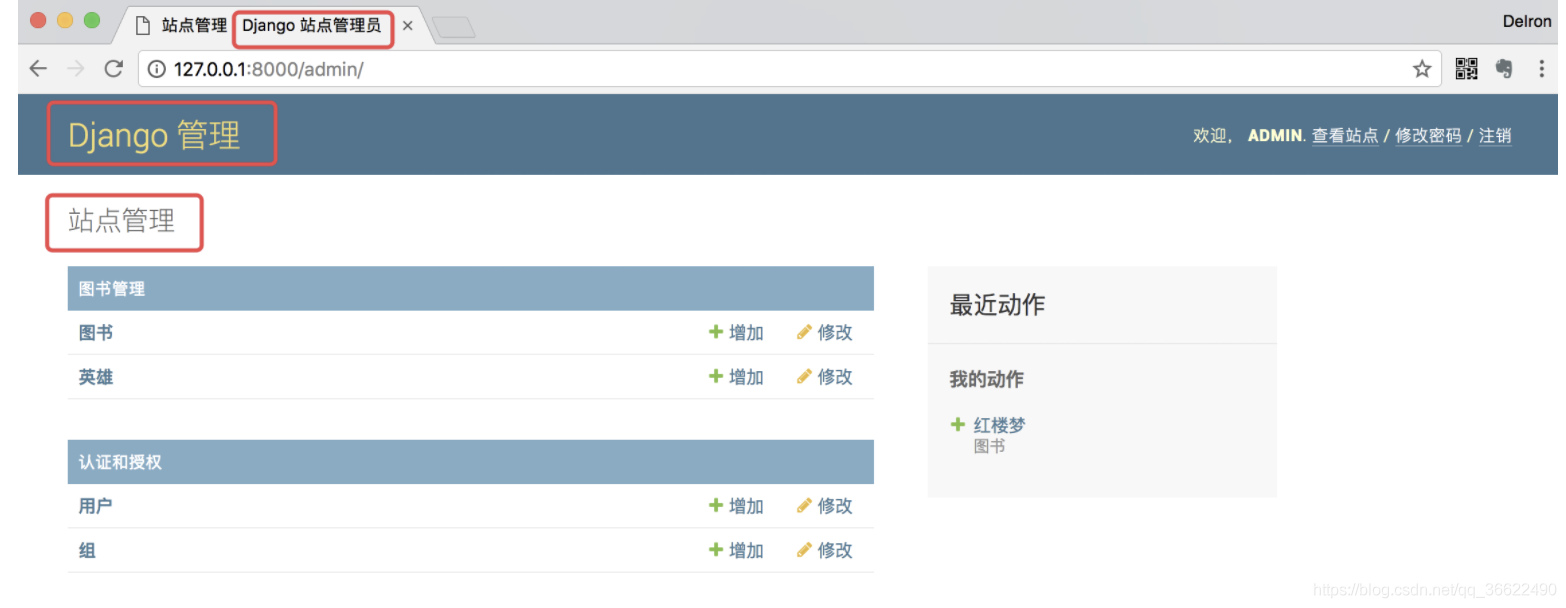 站点管理 Django 站点管理员
Delron
127.0.0.1:8000/admin/
Django 管理
欢迎， ADMIN. 查看站点 / 修改密码 / 注销
站点管理
图书管理
图书 增加 修改
英雄 增加 修改
认证和授权
用户 增加 修改
组 增加 修改
最近动作
我的动作
红楼梦
图书
https://blog.csdn.net/qq_36622490